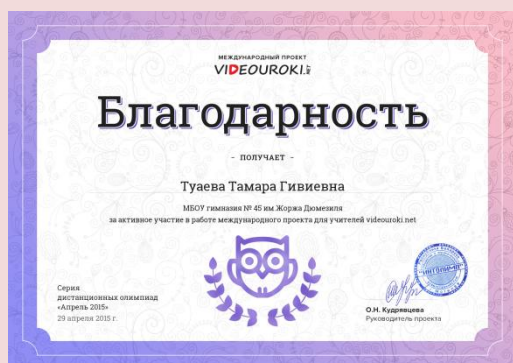 МЕЖДУНАРОДНЫЙ ПРОЕКТ
VIDEOUROKI.NET
Благодарность
- ПОЛУЧАЕТ -
Туаева Тамара Гивиевна
МБОУ гимназия № 45 им Жоржа Дюмезиля
за активное участие в работе международного проекта для учителей videouroki.net
Серия
дистанционных олимпиад
«Апрель 2015»
29 апреля 2015 г.
О.Н. Кудрявцева
Руководитель проекта